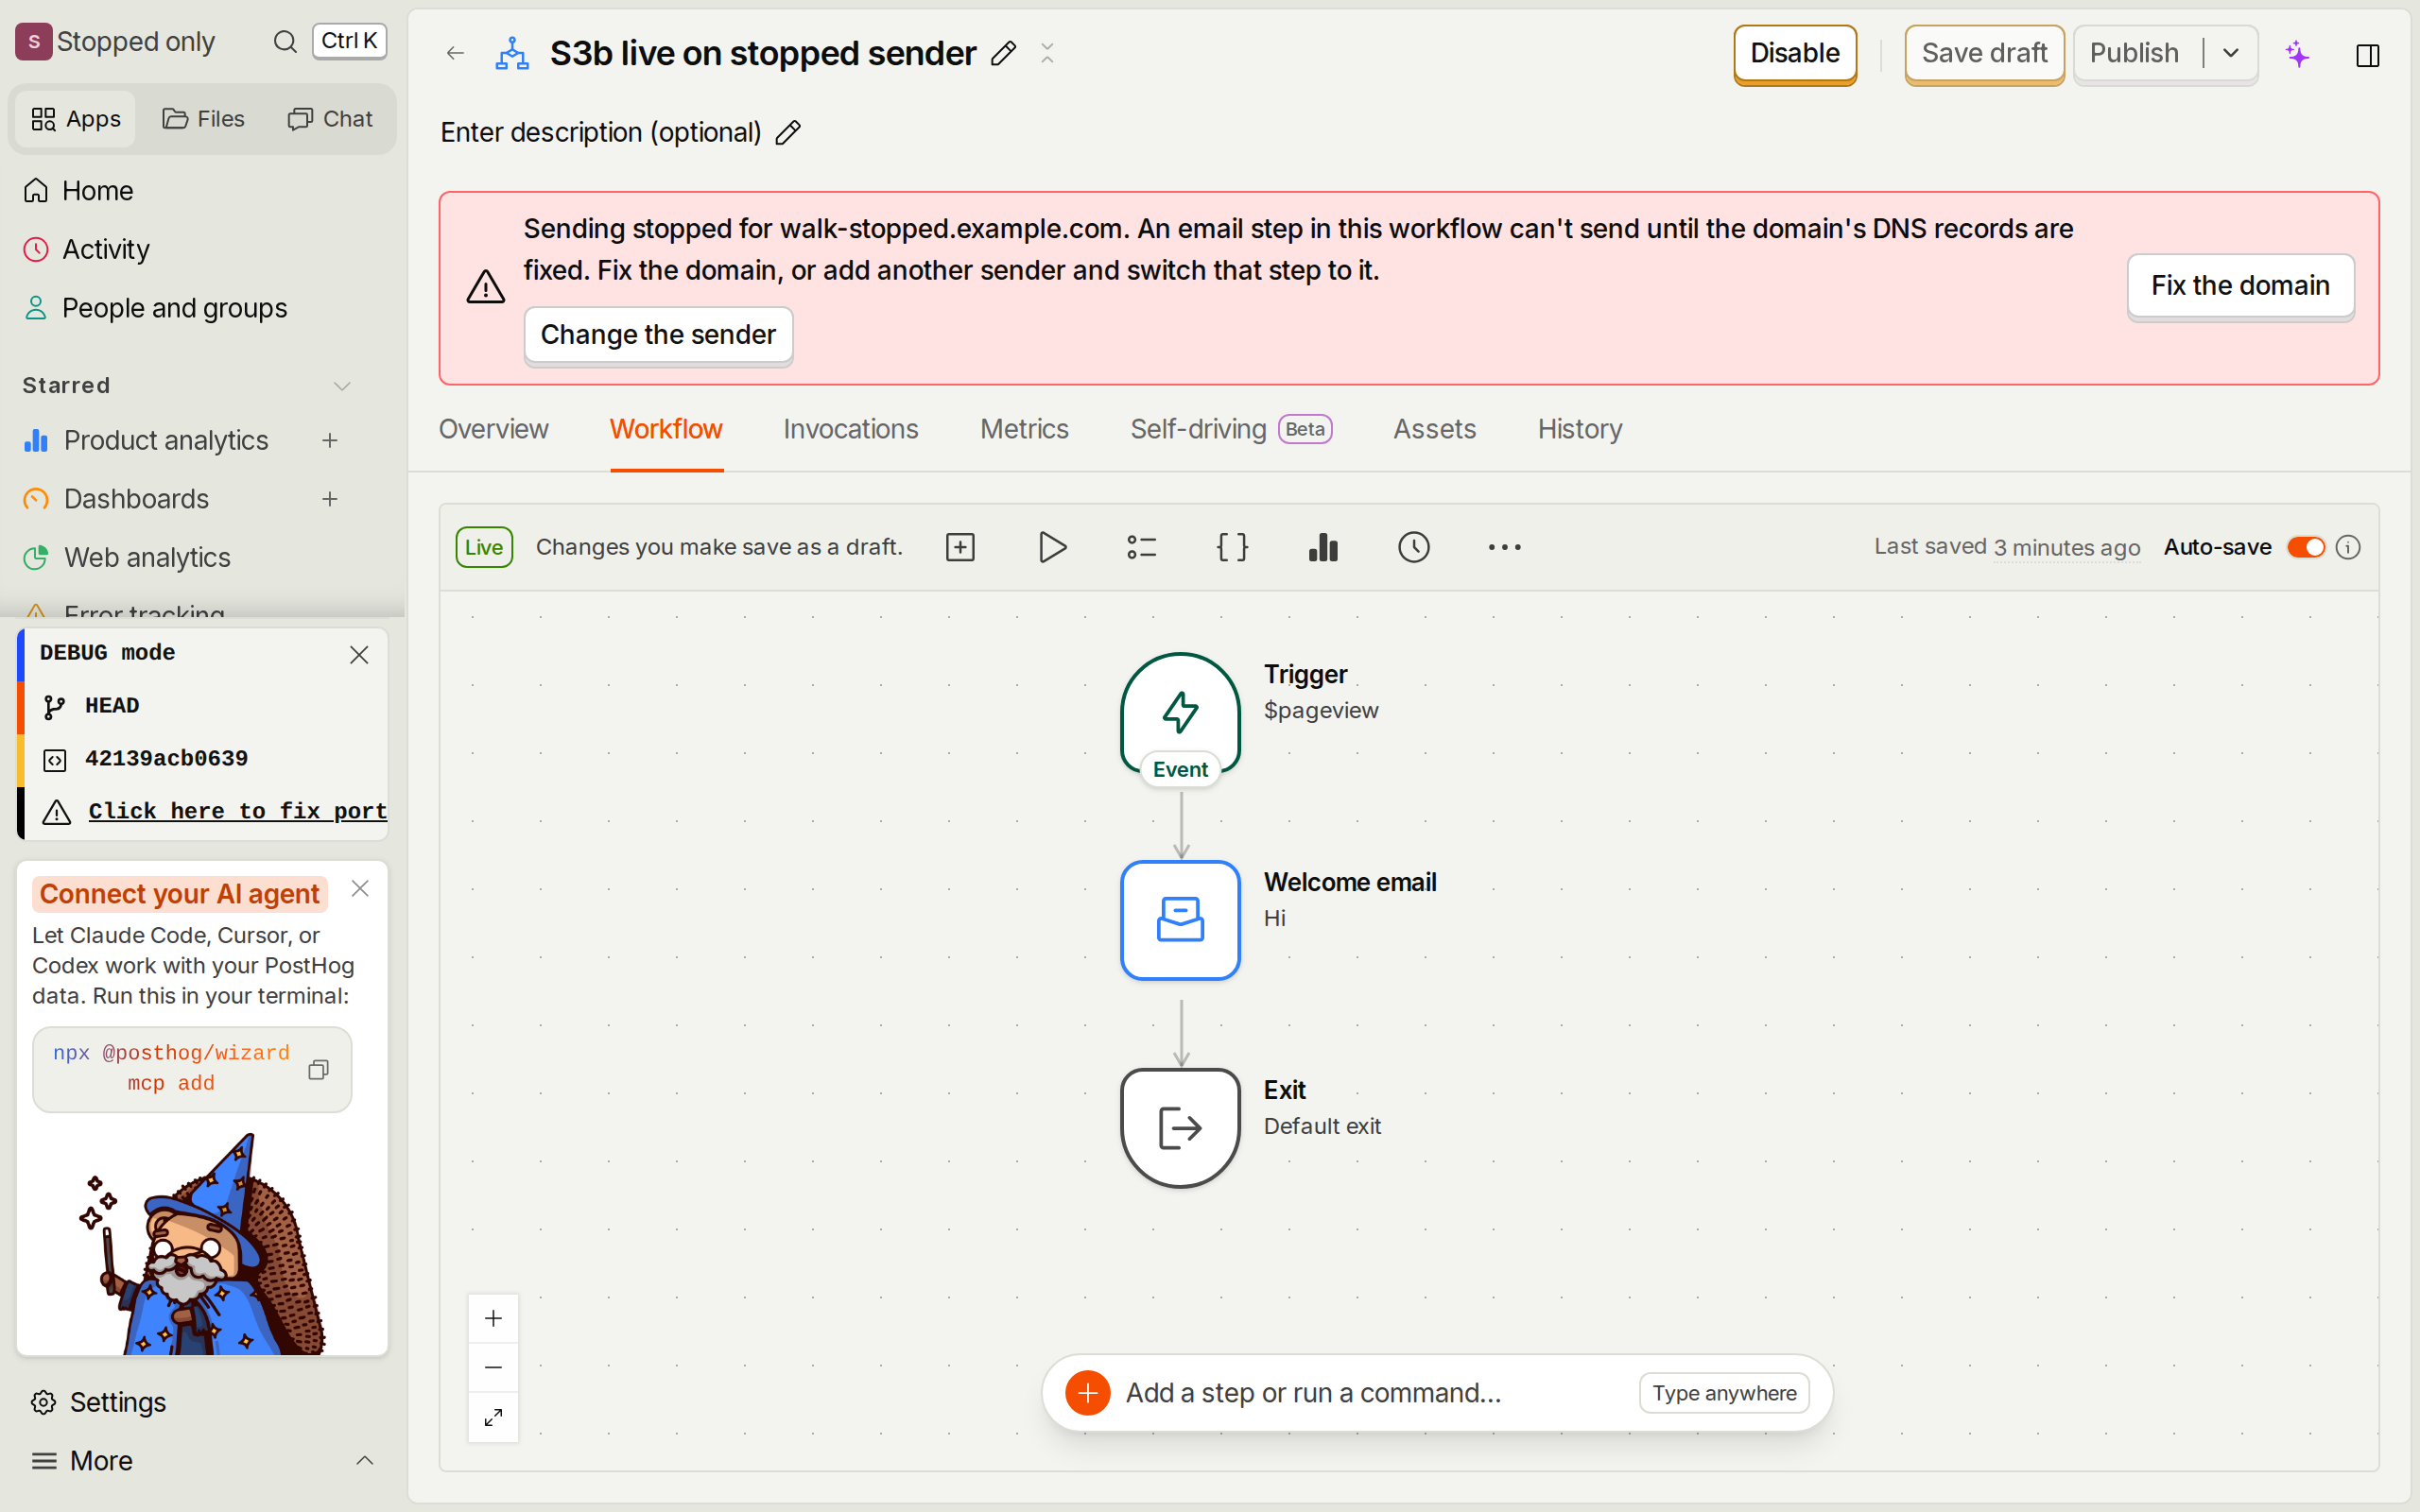 S Stopped only Ctrl K
Apps Files Chat
Home
Activity
People and groups
Starred
Product analytics
Dashboards
Web analytics
Error tracking
DEBUG mode
HEAD
42139acb0639
Click here to fix port
Connect your AI agent
Let Claude Code, Cursor, or
Codex work with your PostHog
data. Run this in your terminal:
npx @posthog/wizard
mcp add
Settings
More
S3b live on stopped sender
Disable Save draft Publish
Enter description (optional)
Sending stopped for walk-stopped.example.com. An email step in this workflow can't send until the domain's DNS records are
fixed. Fix the domain, or add another sender and switch that step to it.
Fix the domain
Change the sender
Overview Workflow Invocations Metrics Self-driving Beta Assets History
Live Changes you make save as a draft. Last saved 3 minutes ago Auto-save
Trigger
$pageview
Event
Welcome email
Hi
Exit
Default exit
Add a step or run a command... Type anywhere